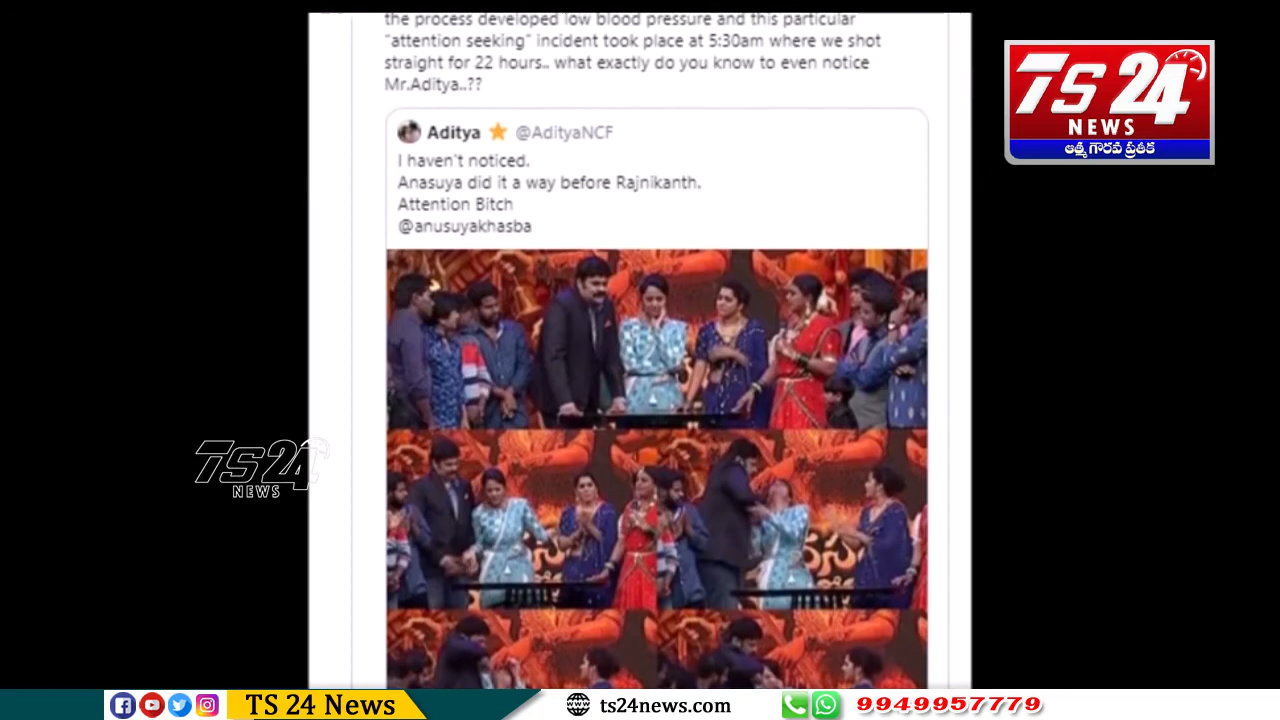 the process developed low blood pressure and this particular
"attention seeking" incident took place at 5:30am where we shot
straight for 22 hours.. what exactly do you know to even notice
Mr.Aditya..??
Aditya @AdityaNCF
I haven't noticed.
Anasuya did it a way before Rajnikanth.
Attention Bitch
@anusuyakhasba
TS 24
NEWS
ఆత్మ గౌరవ ప్రతీక
TS 24
NEWS
TS 24 News
ts24news.com
9949957779